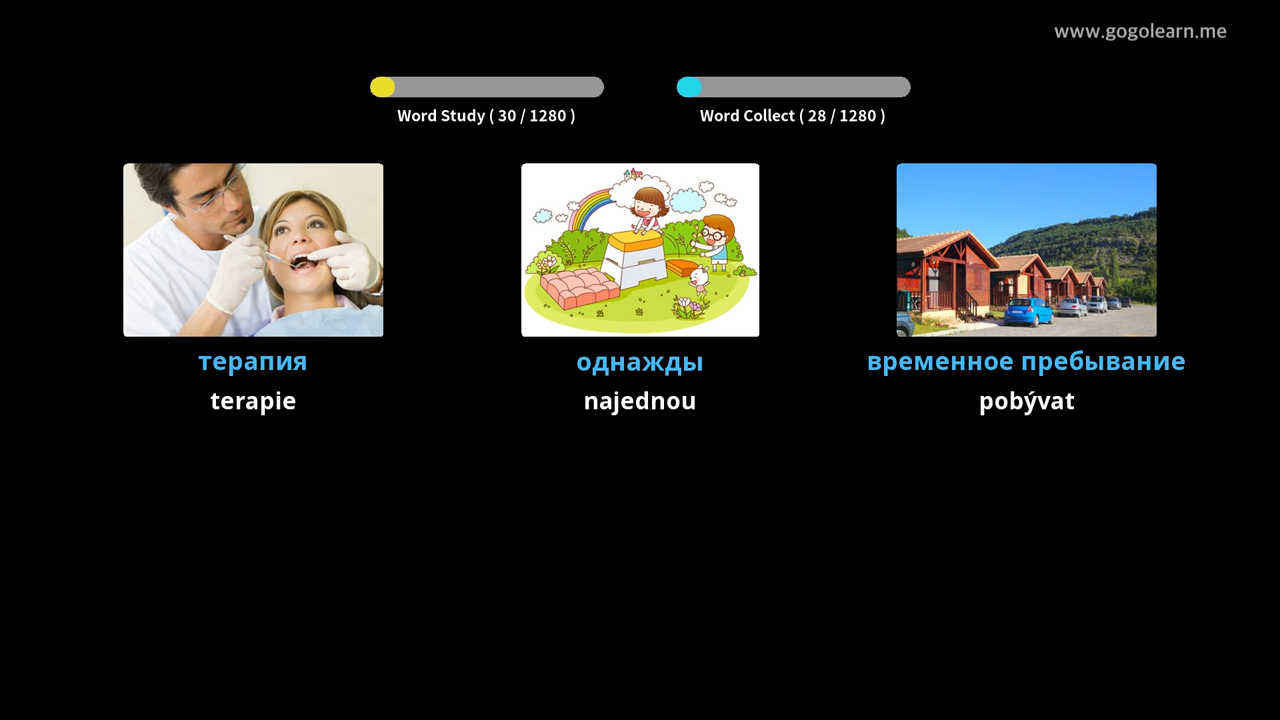 www.gogolearn.me
Word Study ( 30 / 1280 )
Word Collect ( 28 / 1280 )
терапия
однажды
временное пребывание
terapie
najednou
pobývat